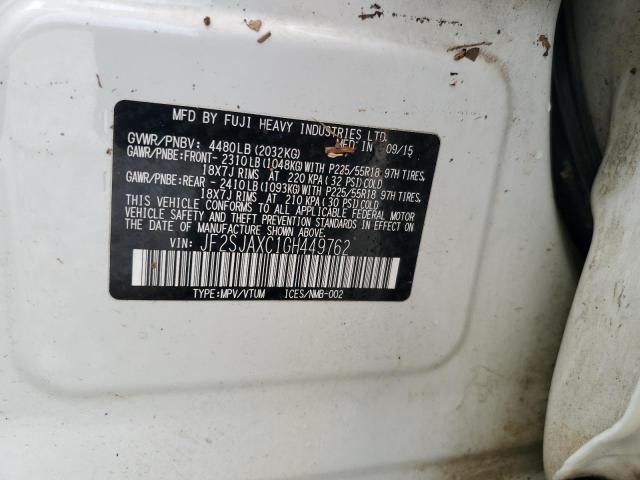 MFD BY FUJI HEAVY INDUSTRIES LTD.
MFD IN 09/15
GVWR/PNBV: 4480LB (2032KG)
GAWR/PNBE:FRONT- 2310LB (1048KG) WITH P225/55R18 97H TIRES,
18X7J RIMS AT 220 KPA (32 PSI) COLD
GAWR/PNBE:REAR - 2410LB (1093KG) WITH P225/55R18 97H TIRES,
18X7J RIMS AT 210 KPA (30 PSI) COLD
THIS VEHICLE CONFORMS TO ALL APPLICABLE FEDERAL MOTOR
VEHICLE SAFETY AND THEFT PREVENTION STANDARDS IN EFFECT ON
THE DATE OF MANUFACTURE SHOWN ABOVE.
VIN: JF2SJAXC1GH449762
TYPE:MPV/VTUM ICES/NMB-002